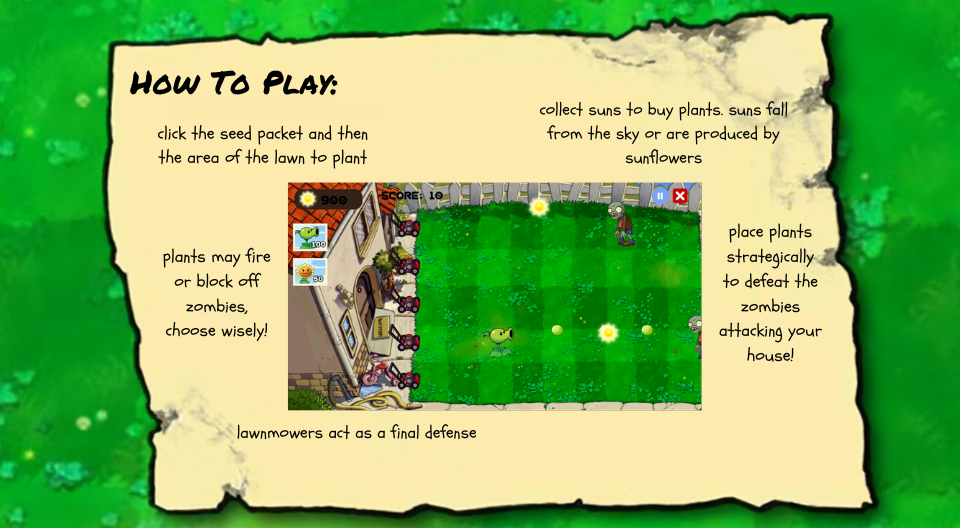 How To Play:
collect suns to buy plants. suns fall
from the sky or are produced by
sunflowers
click the seed packet and then
the area of the lawn to plant
900
SCORE: 10
100
50
plants may fire
or block off
zombies,
choose wisely!
place plants
strategically
to defeat the
zombies
attacking your
house!
lawnmowers act as a final defense